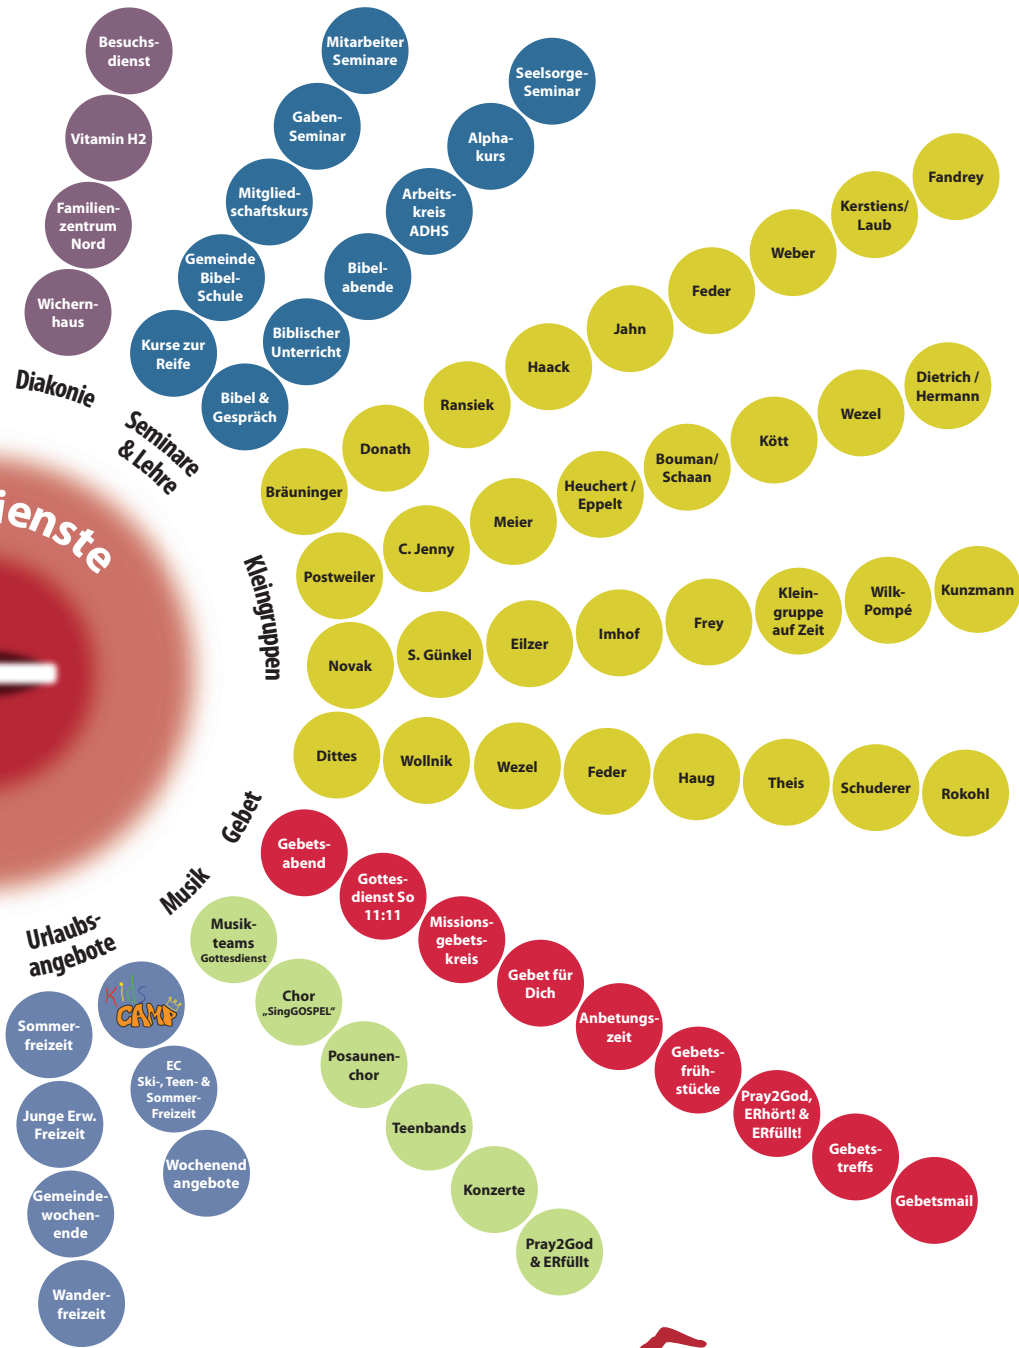 Besuchs-
dienst
Vitamin H2
Familien-
zentrum
Nord
Wichern-
haus
Diakonie
Mitarbeiter
Seminare
Gaben-
Seminar
Mitglied-
schaftskurs
Gemeinde
Bibel-
Schule
Kurse zur
Reife
Seelsorge-
Seminar
Alpha-
kurs
Arbeits-
kreis
ADHS
Bibel-
abende
Biblischer
Unterricht
Bibel &
Gespräch
Seminare
& Lehre
Fandrey
Kerstiens/
Laub
Weber
Feder
Jahn
Haack
Ransiek
Donath
Bräuninger
Dietrich /
Hermann
Wezel
Kött
Bouman/
Schaan
Heuchert /
Eppelt
Meier
C. Jenny
Postweiler
Kleingruppen
Novak
S. Günkel
Eilzer
Imhof
Frey
Klein-
gruppe
auf Zeit
Wilk-
Pompé
Kunzmann
Dittes
Wollnik
Wezel
Feder
Haug
Theis
Schuderer
Rokohl
ienste
Gebet
Gebets-
abend
Gottes-
dienst So
11:11
Missions-
gebets-
kreis
Gebet für
Dich
Anbetungs-
zeit
Gebets-
früh-
stücke
Pray2God,
ERhört! &
ERfüllt!
Gebets-
treffs
Gebetsmail
Musik
Musik-
teams
Gottesdienst
Chor
„SingGOSPEL“
Posaunen-
chor
Teenbands
Konzerte
Pray2God
& ERfüllt
Urlaubs-
angebote
Kids
CAMP
EC
Ski-, Teen- &
Sommer-
Freizeit
Wochenend
angebote
Sommer-
freizeit
Junge Erw.
Freizeit
Gemeinde-
wochen-
ende
Wander-
freizeit